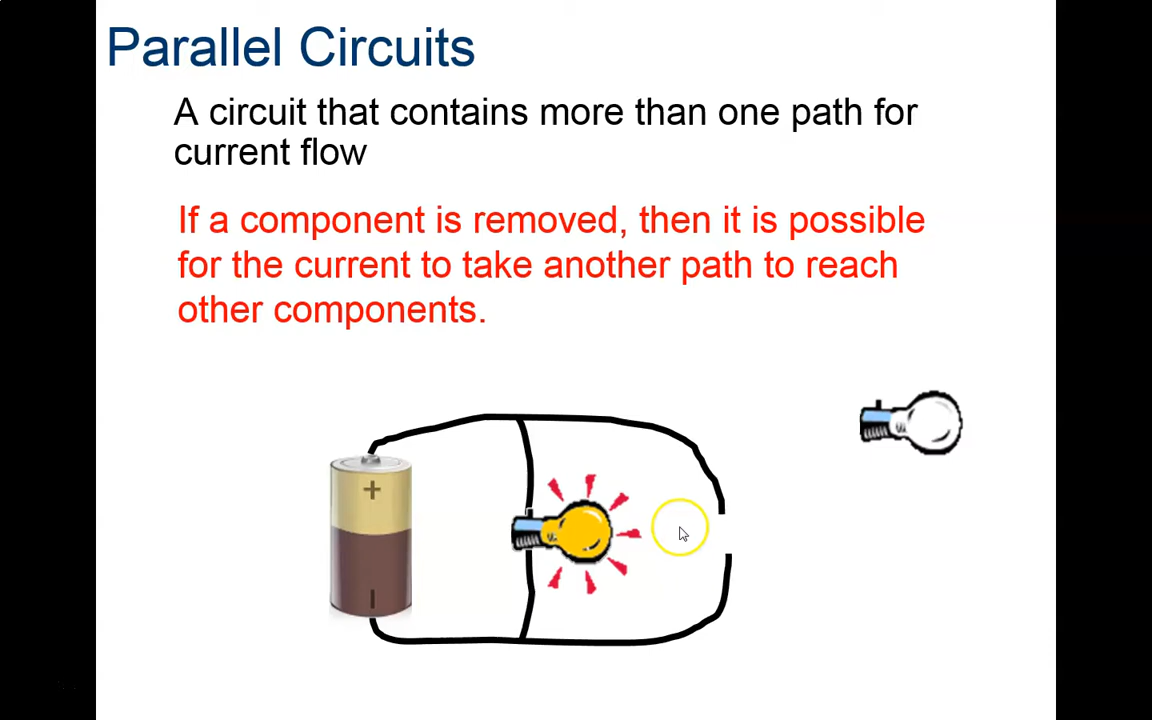 Parallel Circuits
A circuit that contains more than one path for
current flow
If a component is removed, then it is possible
for the current to take another path to reach
other components.
+